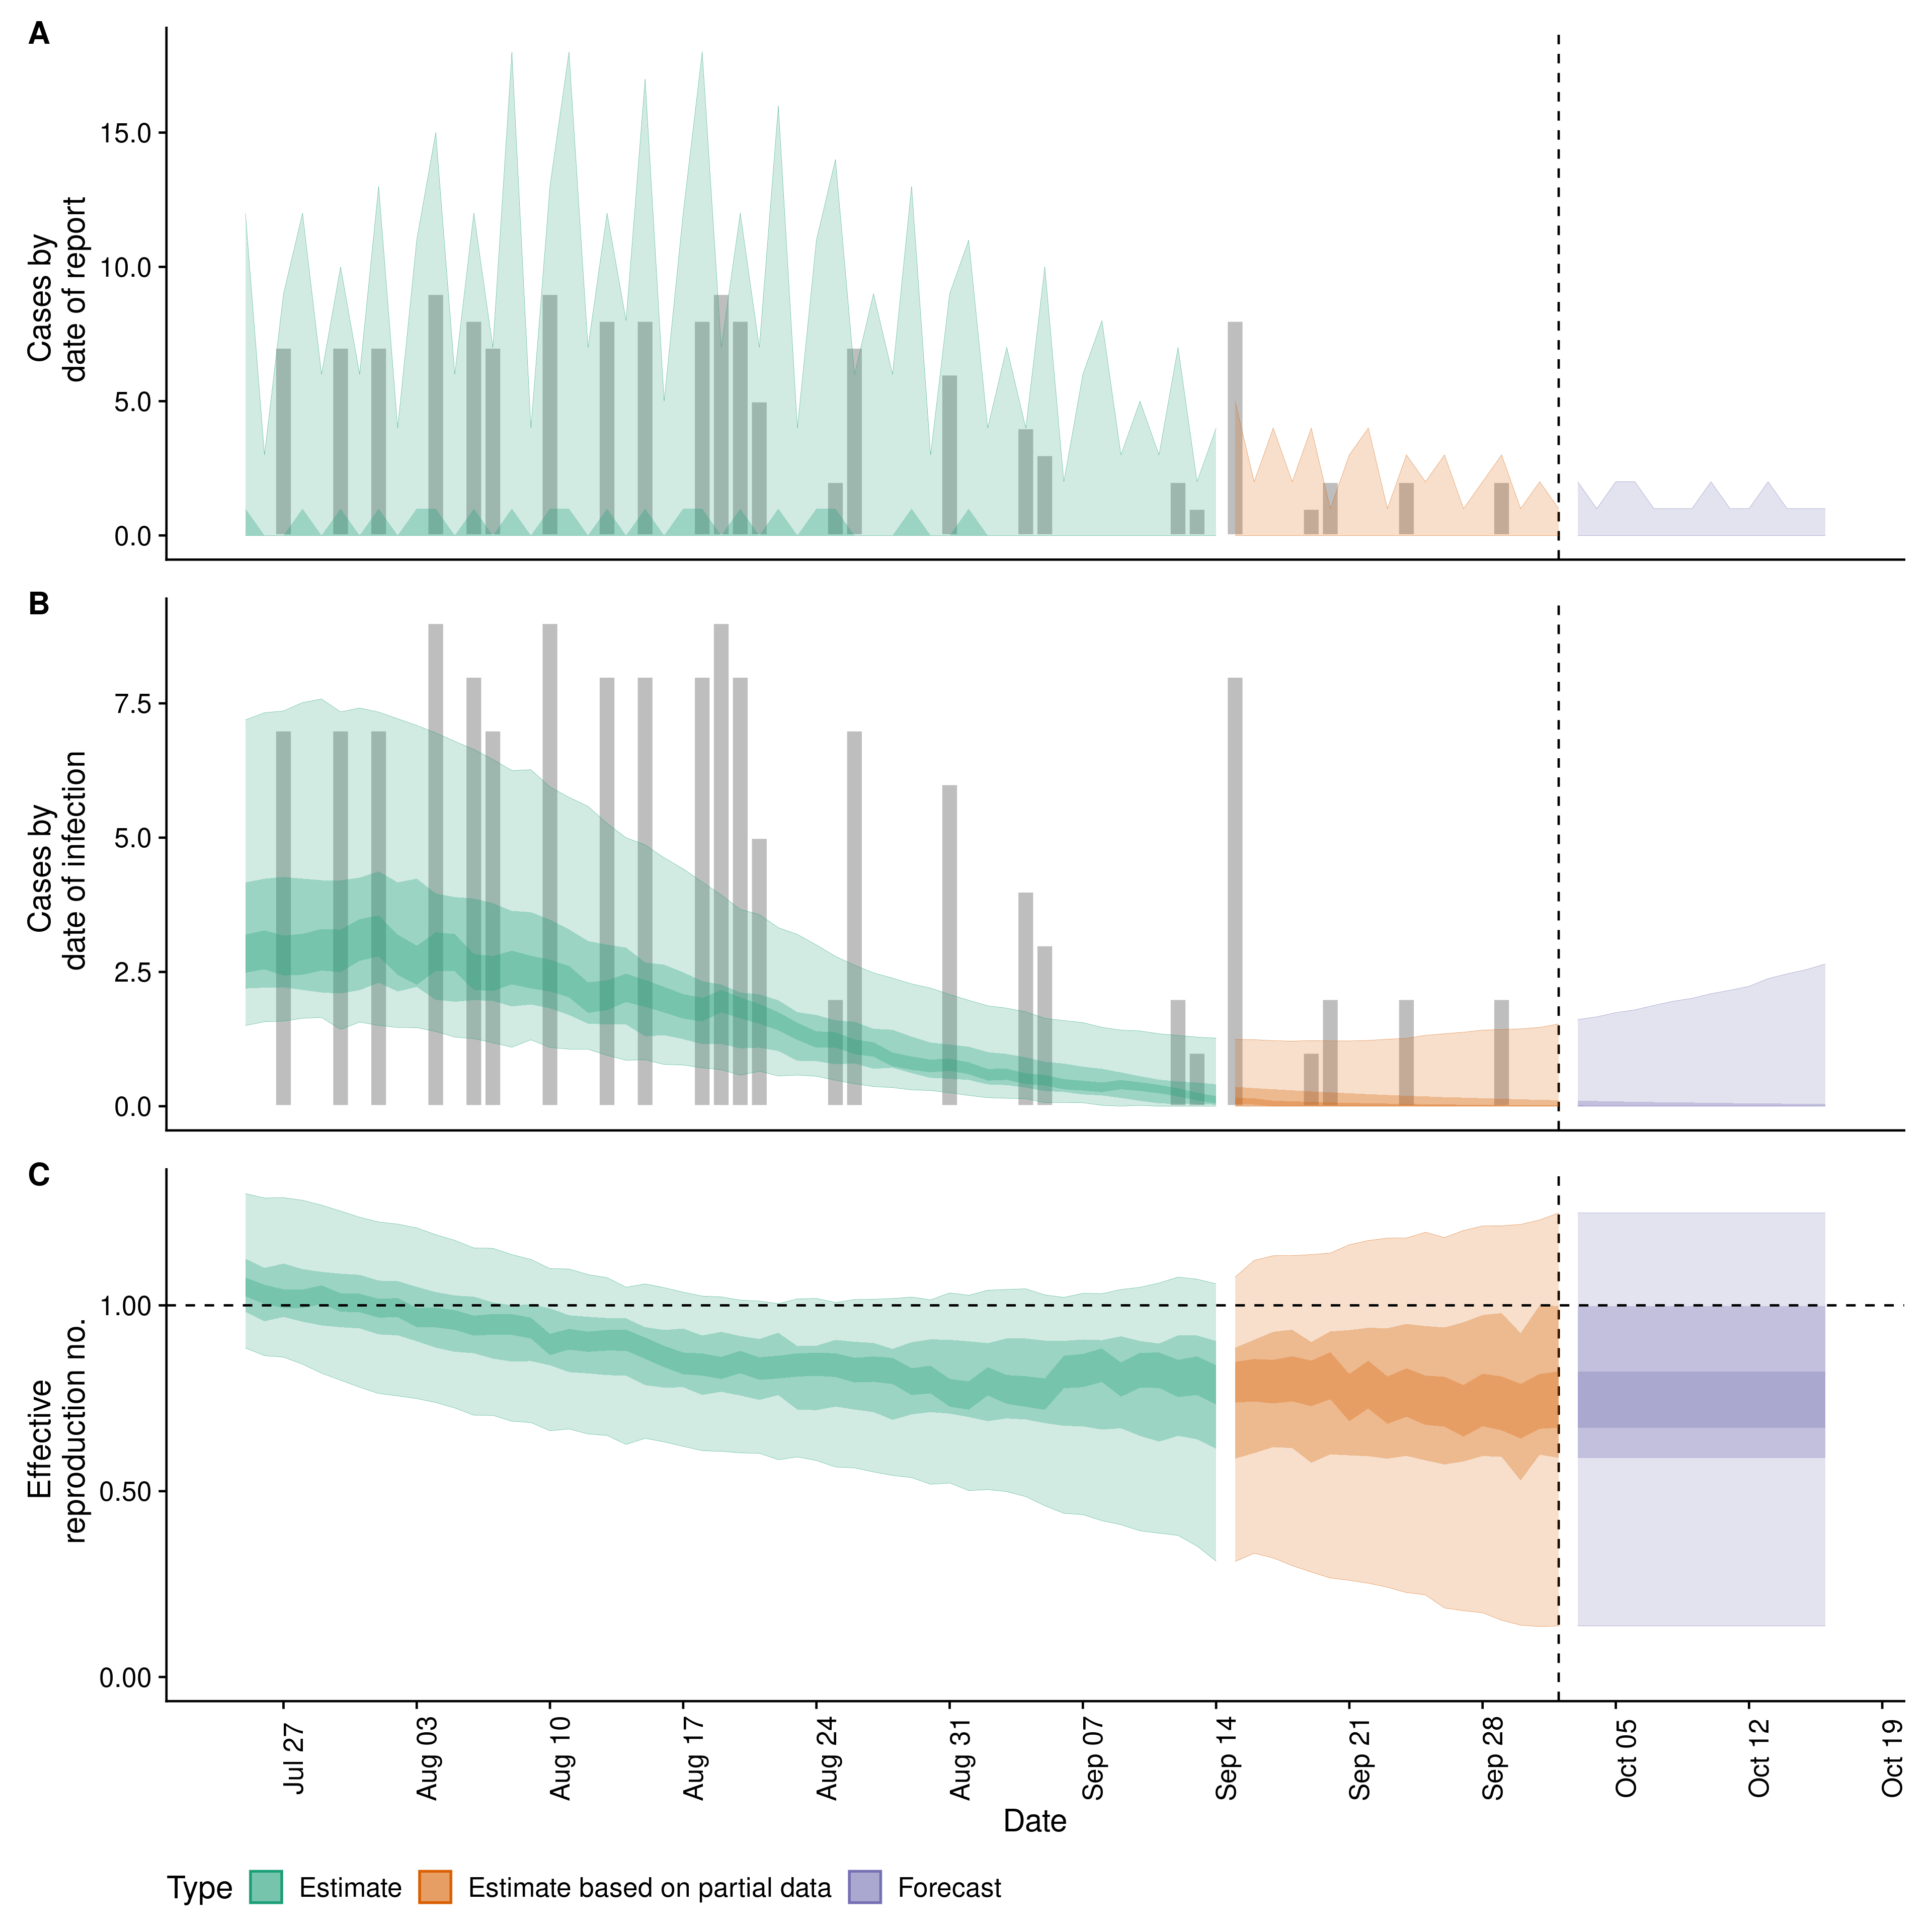 A
Cases by
date of report
15.0
10.0
5.0
0.0
B
Cases by
date of infection
7.5
5.0
2.5
0.0
C
Effective
reproduction no.
1.00
0.50
0.00
Jul 27
Aug 03
Aug 10
Aug 17
Aug 24
Aug 31
Sep 07
Sep 14
Sep 21
Sep 28
Oct 05
Oct 12
Oct 19
Date
Type Estimate Estimate based on partial data Forecast